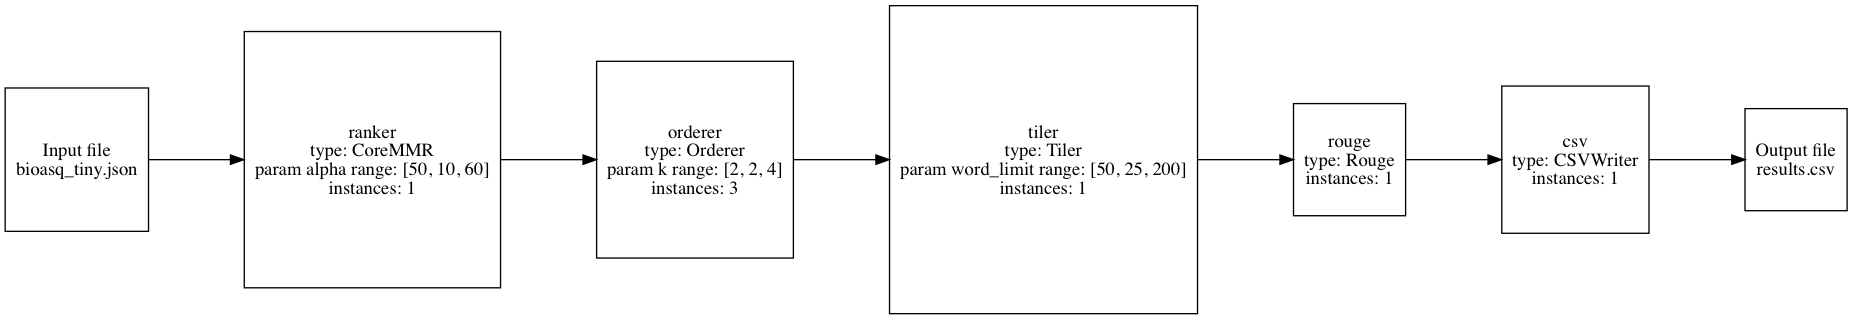 Input file
bioasq_tiny.json
ranker
type: CoreMMR
param alpha range: [50, 10, 60]
instances: 1
orderer
type: Orderer
param k range: [2, 2, 4]
instances: 3
tiler
type: Tiler
param word_limit range: [50, 25, 200]
instances: 1
rouge
type: Rouge
instances: 1
csv
type: CSVWriter
instances: 1
Output file
results.csv